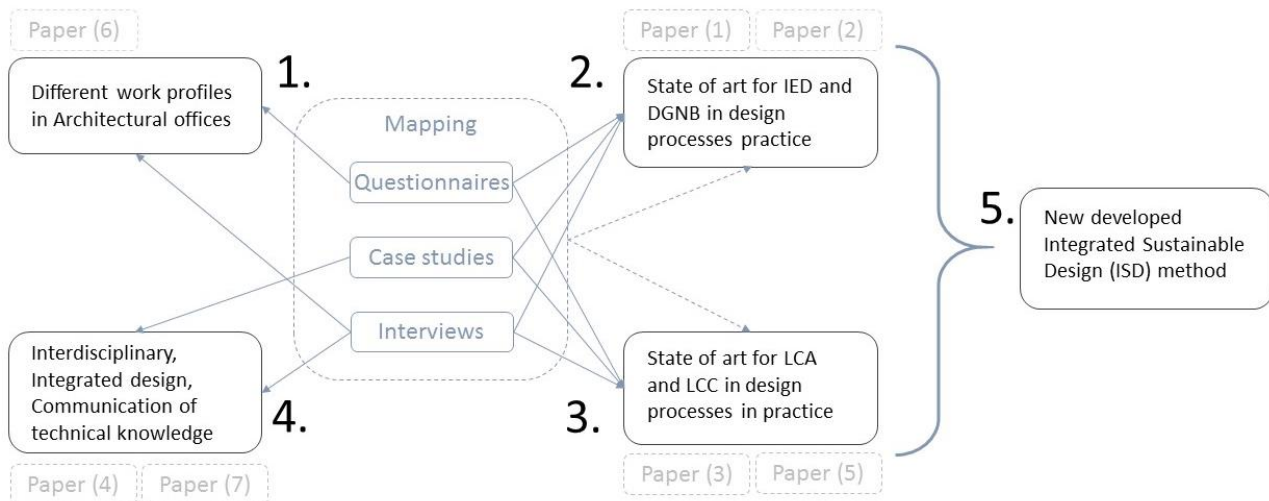 Paper (6)
Different work profiles
in Architectural offices
1.
Mapping
Questionnaires
Case studies
Interviews
Interdisciplinary,
Integrated design,
Communication of
technical knowledge
4.
Paper (4)
Paper (7)
Paper (1)
Paper (2)
2.
State of art for IED and
DGNB in design
processes practice
3.
State of art for LCA
and LCC in design
processes in practice
Paper (3)
Paper (5)
5.
New developed
Integrated Sustainable
Design (ISD) method